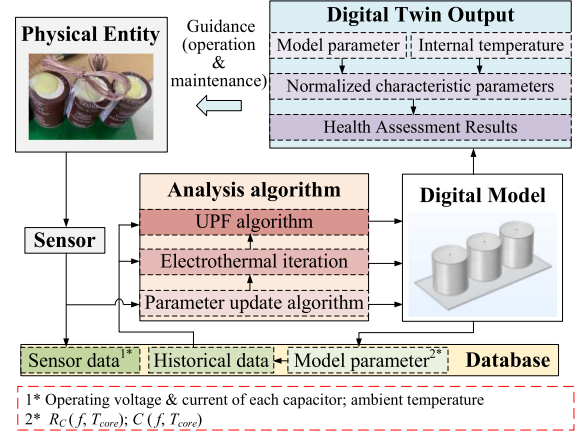 Physical Entity
Guidance
(operation
&
maintenance)
Digital Twin Output
Model parameter
Internal temperature
Normalized characteristic parameters
Health Assessment Results
Sensor
Analysis algorithm
UPF algorithm
Electrothermal iteration
Parameter update algorithm
Digital Model
Sensor data1*
Historical data
Model parameter2*
Database
1* Operating voltage & current of each capacitor; ambient temperature
2* RC ( f, Tcore); C ( f, Tcore)